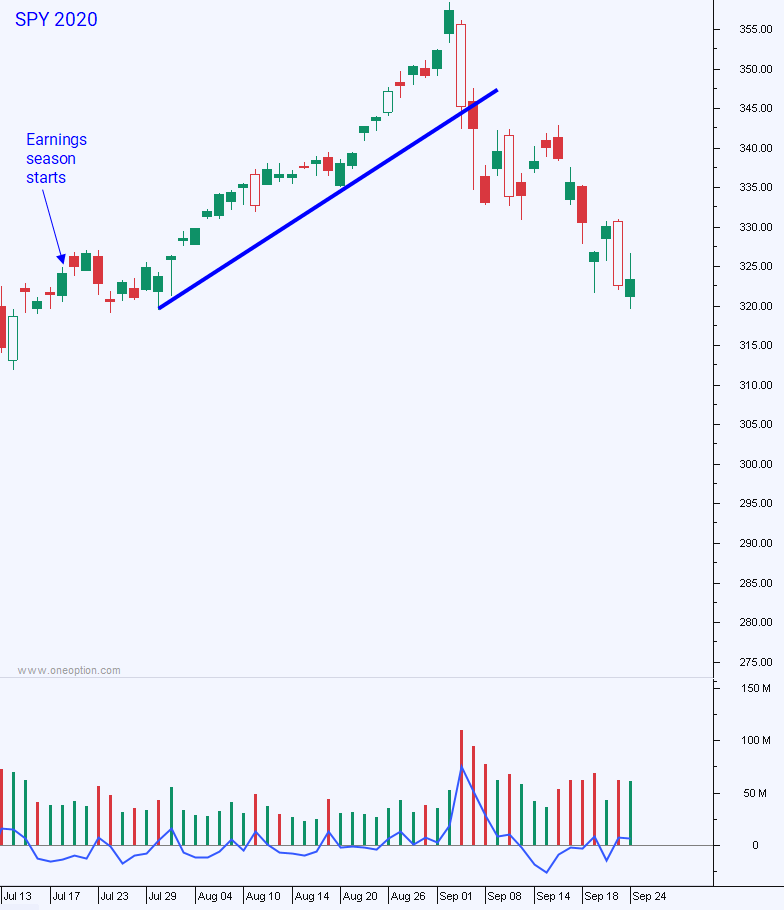 SPY 2020
355.00
350.00
345.00
Earnings
season
starts
340.00
335.00
330.00
325.00
320.00
315.00
310.00
305.00
300.00
295.00
290.00
285.00
280.00
275.00
www.oneoption.com
150 M
100 M
50 M
0
Jul 13 Jul 17 Jul 23 Jul 29 Aug 04 Aug 10 Aug 14 Aug 20 Aug 26 Sep 01 Sep 08 Sep 14 Sep 18 Sep 24